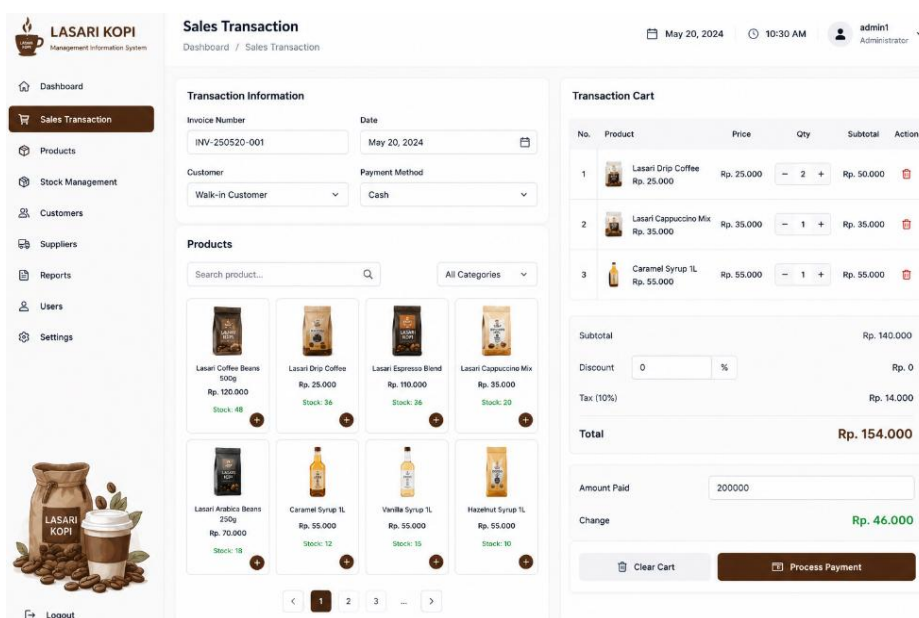 LASARI KOPI
Management Information System
Dashboard
Sales Transaction
Products
Stock Management
Customers
Suppliers
Reports
Users
Settings
LASARI
KOPI
Logout
Sales Transaction
Dashboard / Sales Transaction
May 20, 2024
10:30 AM
admin1
Administrator
Transaction Information
Invoice Number
Date
INV-250520-001
May 20, 2024
Customer
Payment Method
Walk-in Customer
Cash
Products
Search product...
All Categories
Lasari Coffee Beans
500g
Rp. 120.000
Stock: 48
Lasari Drip Coffee
Rp. 25.000
Stock: 36
Lasari Espresso Blend
Rp. 110.000
Stock: 36
Lasari Cappuccino Mix
Rp. 35.000
Stock: 20
Lasari Arabica Beans
250g
Rp. 70.000
Stock: 18
Caramel Syrup 1L
Rp. 55.000
Stock: 12
Vanilla Syrup 1L
Rp. 55.000
Stock: 15
Hazelnut Syrup 1L
Rp. 55.000
Stock: 10
< 1 2 3 ... >
Transaction Cart
No. Product Price Qty Subtotal Action
1 Lasari Drip Coffee Rp. 25.000 - 2 + Rp. 50.000
Rp. 25.000
2 Lasari Cappuccino Mix Rp. 35.000 - 1 + Rp. 35.000
Rp. 35.000
3 Caramel Syrup 1L Rp. 55.000 - 1 + Rp. 55.000
Rp. 55.000
Subtotal Rp. 140.000
Discount 0 % Rp. 0
Tax (10%) Rp. 14.000
Total Rp. 154.000
Amount Paid 200000
Change Rp. 46.000
Clear Cart
Process Payment